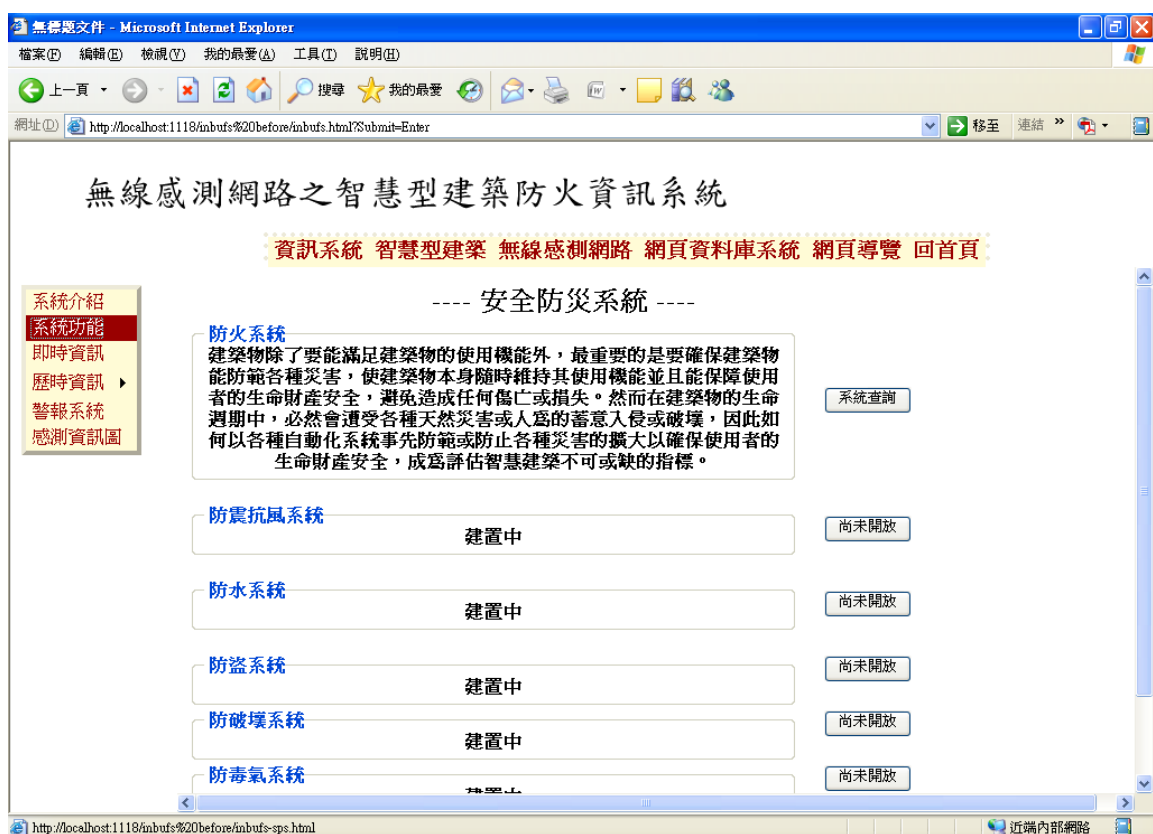 無標題文件 - Microsoft Internet Explorer
檔案(F) 編輯(E) 檢視(V) 我的最愛(A) 工具(T) 說明(H)
上一頁 搜尋 我的最愛
網址(D) http://localhost:1118/inbufs%20before/inbufs.html?Submit=Enter 移至 連結 »
無線感測網路之智慧型建築防火資訊系統
資訊系統 智慧型建築 無線感測網路 網頁資料庫系統 網頁導覽 回首頁
系統介紹
系統功能
即時資訊
歷時資訊
警報系統
感測資訊圖
---- 安全防災系統 ----
防火系統
建築物除了要能滿足建築物的使用機能外，最重要的是要確保建築物
能防範各種災害，使建築物本身隨時維持其使用機能並且能保障使用
者的生命財產安全，避免造成任何傷亡或損失。然而在建築物的生命
週期中，必然會遭受各種天然災害或人為的蓄意入侵或破壞，因此如
何以各種自動化系統事先防範或防止各種災害的擴大以確保使用者的
生命財產安全，成為評估智慧建築不可或缺的指標。
系統查詢
防震抗風系統
建置中
尚未開放
防水系統
建置中
尚未開放
防盜系統
建置中
尚未開放
防破壞系統
建置中
尚未開放
防毒氣系統
尚未開放
http://localhost:1118/inbufs%20before/inbufs-sps.html 近端內部網路